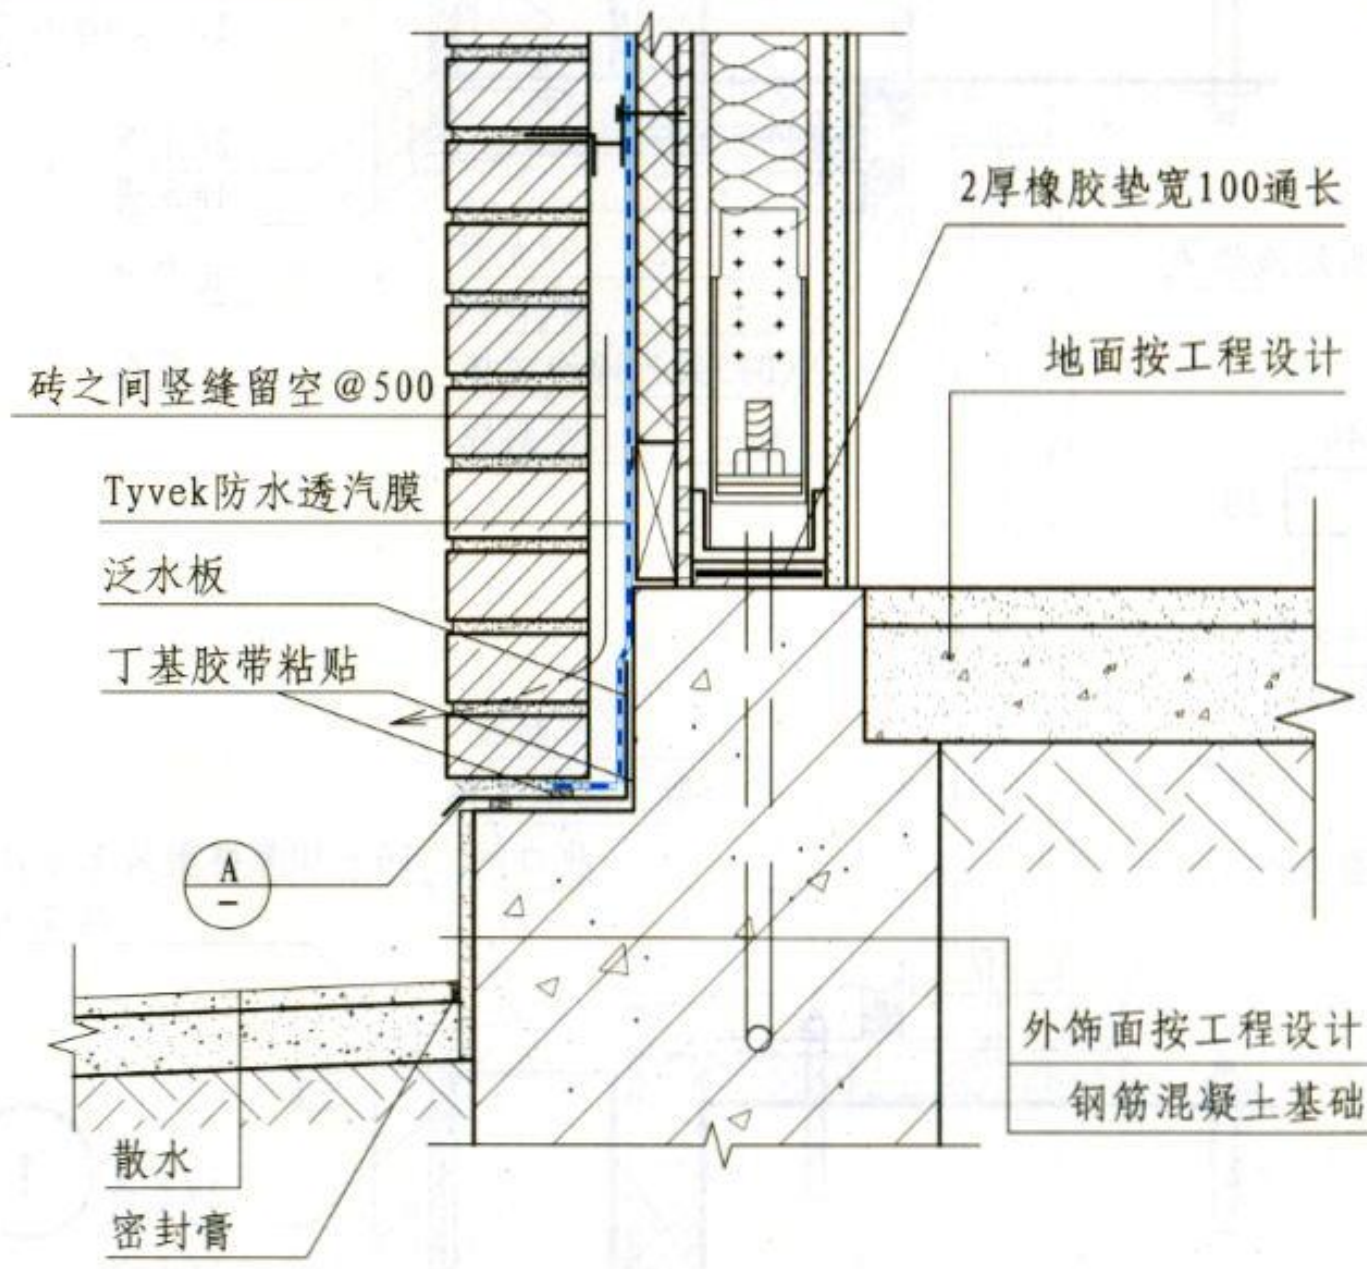 2厚橡胶垫宽100通长
地面按工程设计
砖之间竖缝留空@500
Tyvek防水透汽膜
泛水板
丁基胶带粘贴
A
-
外饰面按工程设计
钢筋混凝土基础
散水
密封膏